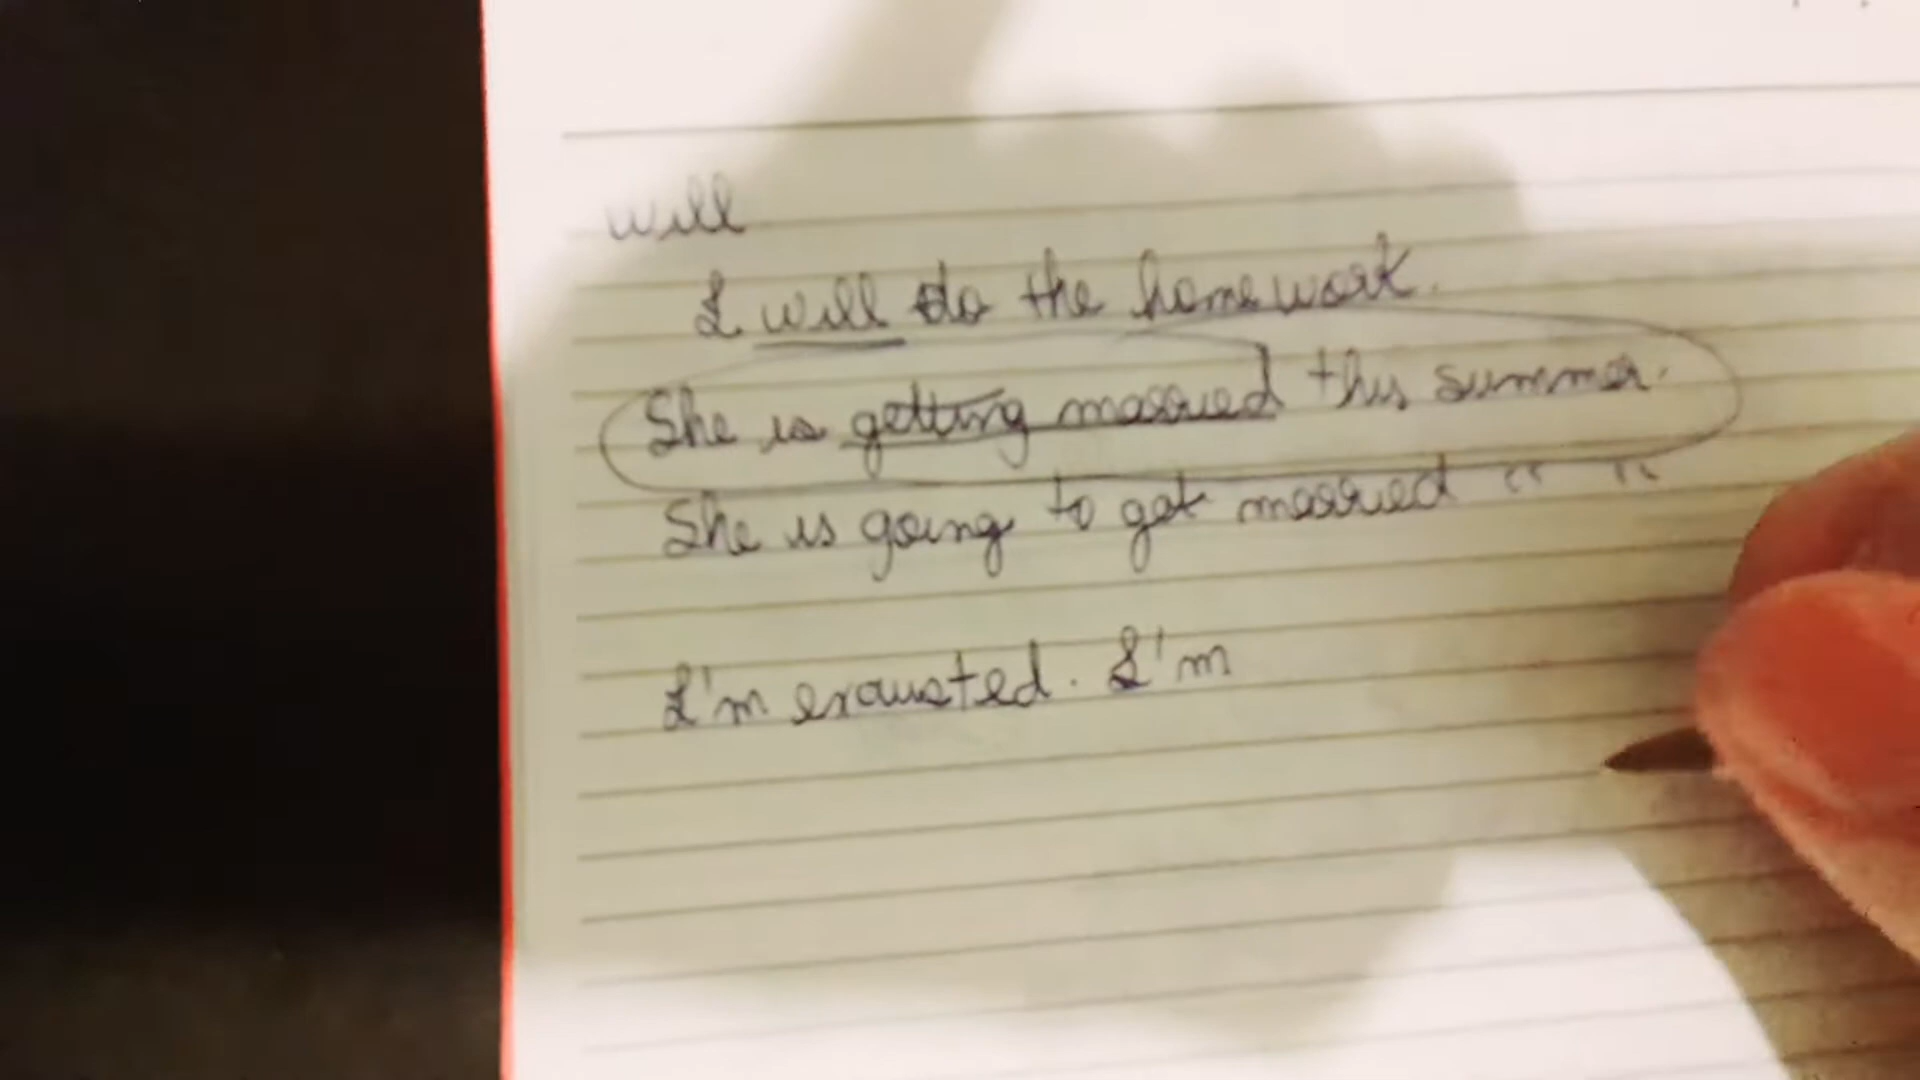 will
I will do the homework.
She is getting married this summer.
She is going to get married " "
I'm exausted. I'm